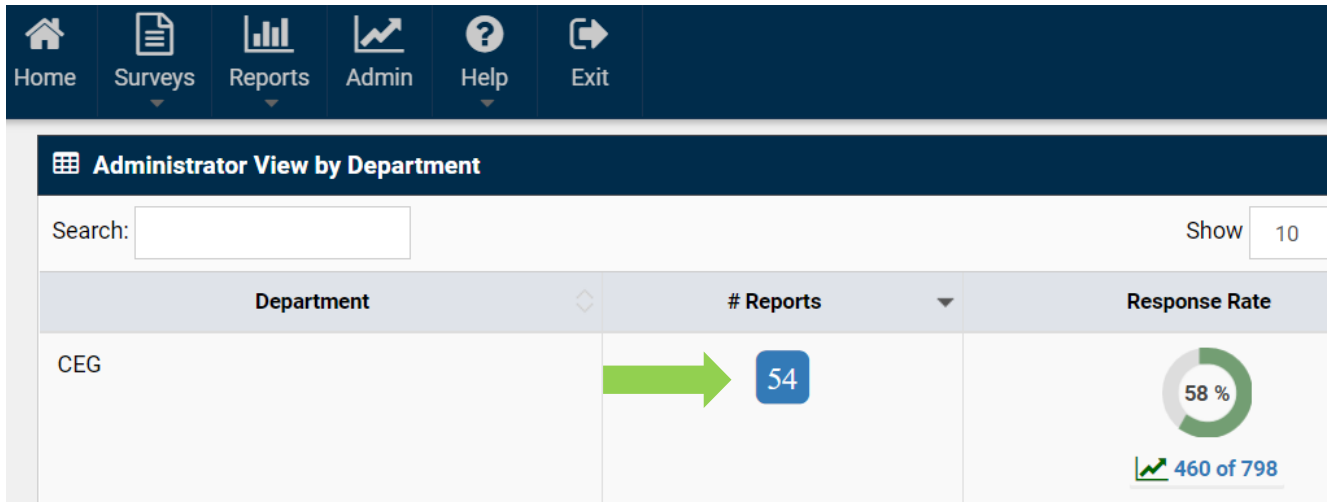 Home Surveys Reports Admin Help Exit
Administrator View by Department
Search: Show 10
Department # Reports Response Rate
CEG 54 58 %
460 of 798